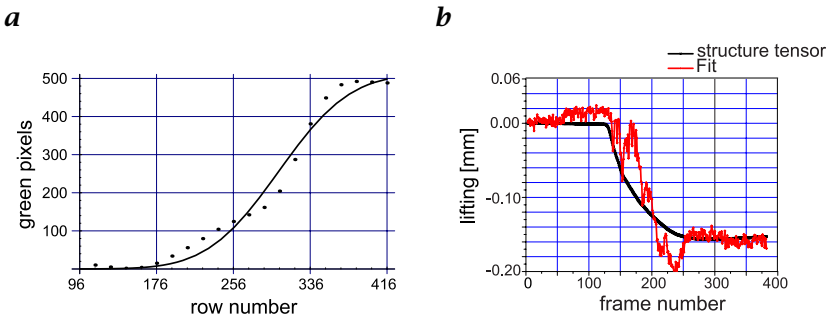 a
500
400
300
200
100
green pixels
96 176 256 336 416
row number
b
structure tensor
Fit
0.06
0.00
-0.10
-0.20
lifting [mm]
0 100 200 300 400
frame number